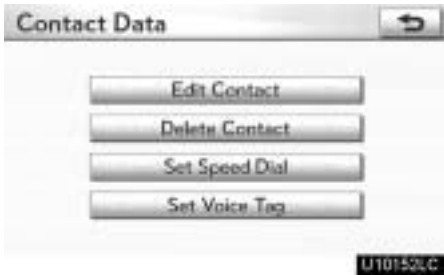 Contact Data
Edit Contact
Delete Contact
Set Speed Dial
Set Voice Tag
U10152LC